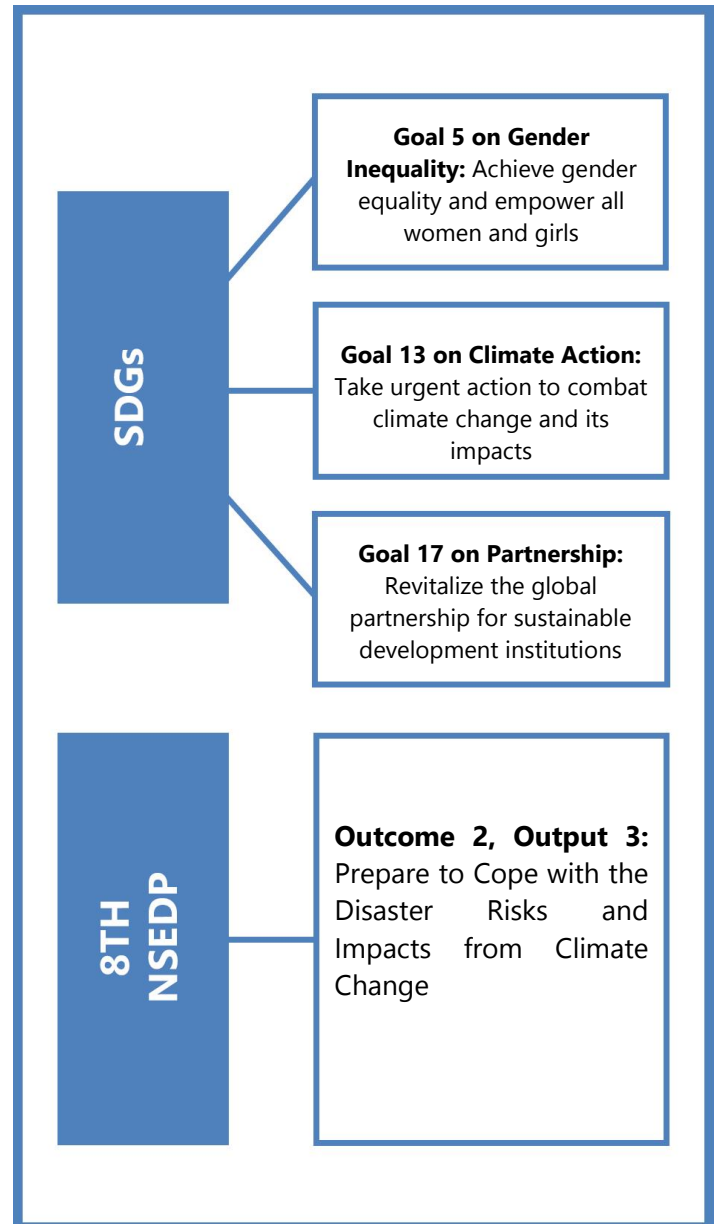 SDGs
Goal 5 on Gender
Inequality: Achieve gender
equality and empower all
women and girls
Goal 13 on Climate Action:
Take urgent action to combat
climate change and its
impacts
Goal 17 on Partnership:
Revitalize the global
partnership for sustainable
development institutions
8TH
NSEDP
Outcome 2, Output 3:
Prepare to Cope with the
Disaster Risks and
Impacts from Climate
Change